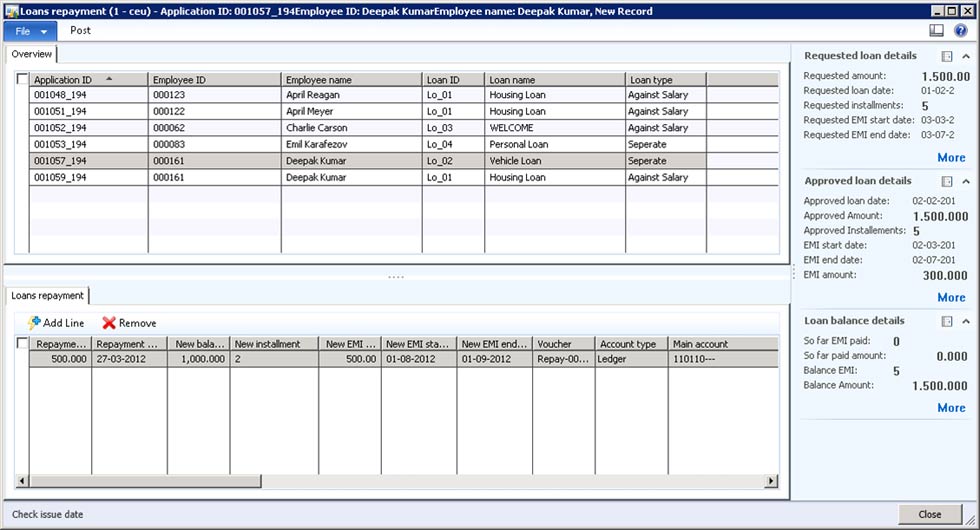 Loans repayment (1 - ceu) - Application ID: 001057_194Employee ID: Deepak KumarEmployee name: Deepak Kumar, New Record
File Post
Overview
Application ID Employee ID Employee name Loan ID Loan name Loan type
001048_194 000123 April Reagan Lo_01 Housing Loan Against Salary
001051_194 000122 April Meyer Lo_01 Housing Loan Against Salary
001052_194 000062 Charlie Carson Lo_03 WELCOME Against Salary
001053_194 000083 Emil Karafezov Lo_04 Personal Loan Seperate
001057_194 000161 Deepak Kumar Lo_02 Vehicle Loan Seperate
001059_194 000161 Deepak Kumar Lo_01 Housing Loan Against Salary
Loans repayment
Add Line Remove
Repayme... Repayment ... New bala... New installment New EMI ... New EMI sta... New EMI end... Voucher Account type Main account
500.000 27-03-2012 1,000.000 2 500.00 01-08-2012 01-09-2012 Repay-00... Ledger 110110---
Requested loan details
Requested amount: 1.500.00
Requested loan date: 01-02-2
Requested installments: 5
Requested EMI start date: 03-03-2
Requested EMI end date: 03-07-2
More
Approved loan details
Approved loan date: 02-02-201
Approved Amount: 1.500.000
Approved Installements: 5
EMI start date: 02-03-201
EMI end date: 02-07-201
EMI amount: 300.000
More
Loan balance details
So far EMI paid: 0
So far paid amount: 0.000
Balance EMI: 5
Balance Amount: 1.500.000
More
Check issue date
Close